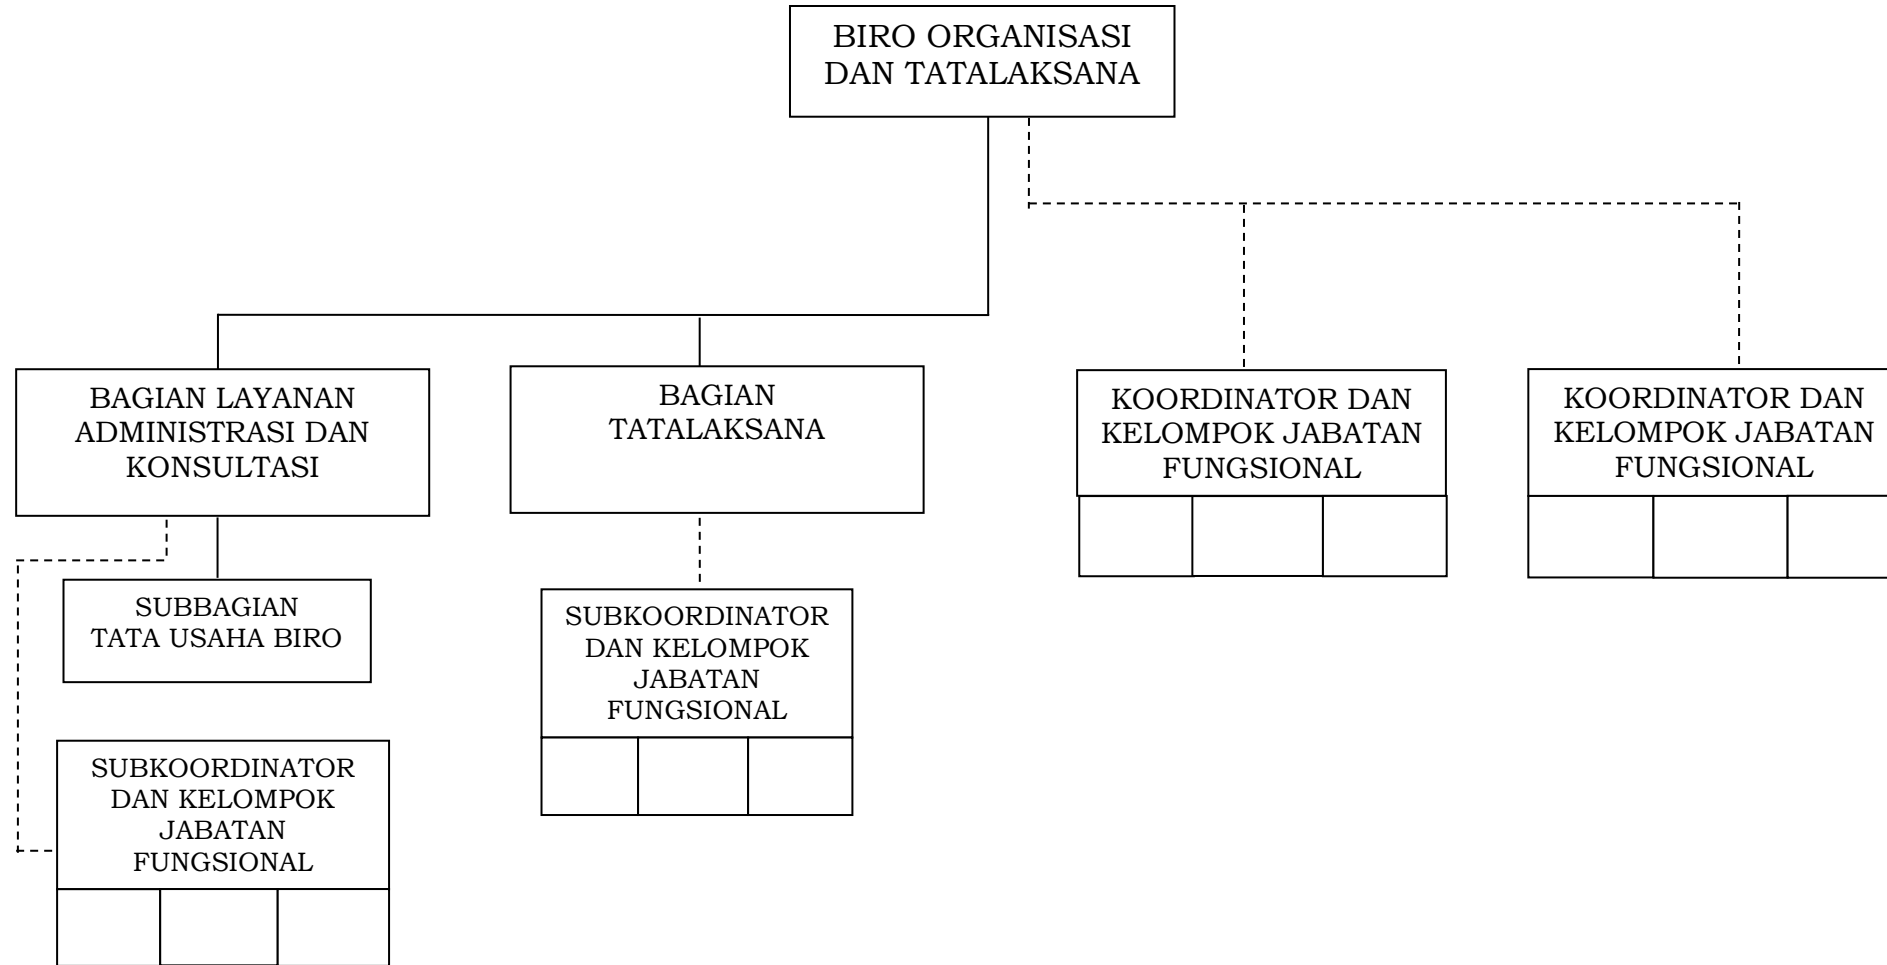 BIRO ORGANISASI
DAN TATALAKSANA
BAGIAN LAYANAN
ADMINISTRASI DAN
KONSULTASI
BAGIAN
TATALAKSANA
KOORDINATOR DAN
KELOMPOK JABATAN
FUNGSIONAL
KOORDINATOR DAN
KELOMPOK JABATAN
FUNGSIONAL
SUBBAGIAN
TATA USAHA BIRO
SUBKOORDINATOR
DAN KELOMPOK
JABATAN
FUNGSIONAL
SUBKOORDINATOR
DAN KELOMPOK
JABATAN
FUNGSIONAL